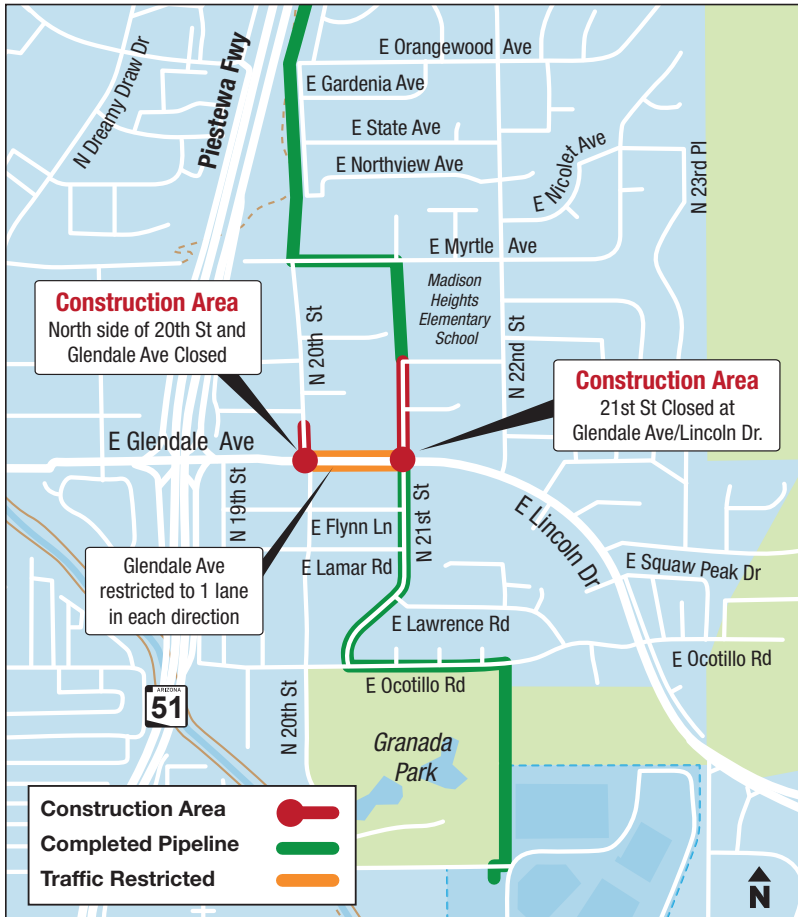 E Orangewood Ave
N Dreamy Draw Dr
Piestewa Fwy
E Gardenia Ave
E State Ave
E Northview Ave
E Nicolet Ave
N 23rd Pl
E Myrtle Ave
Madison
Heights
Elementary
School
Construction Area
North side of 20th St and
Glendale Ave Closed
N 20th St
N 22nd St
Construction Area
21st St Closed at
Glendale Ave/Lincoln Dr.
E Glendale Ave
N 19th St
N 21st St
E Flynn Ln
E Lincoln Dr
Glendale Ave
restricted to 1 lane
in each direction
E Lamar Rd
E Squaw Peak Dr
E Lawrence Rd
E Ocotillo Rd
E Ocotillo Rd
ARIZONA
51
N 20th St
Granada
Park
Construction Area
Completed Pipeline
Traffic Restricted
N